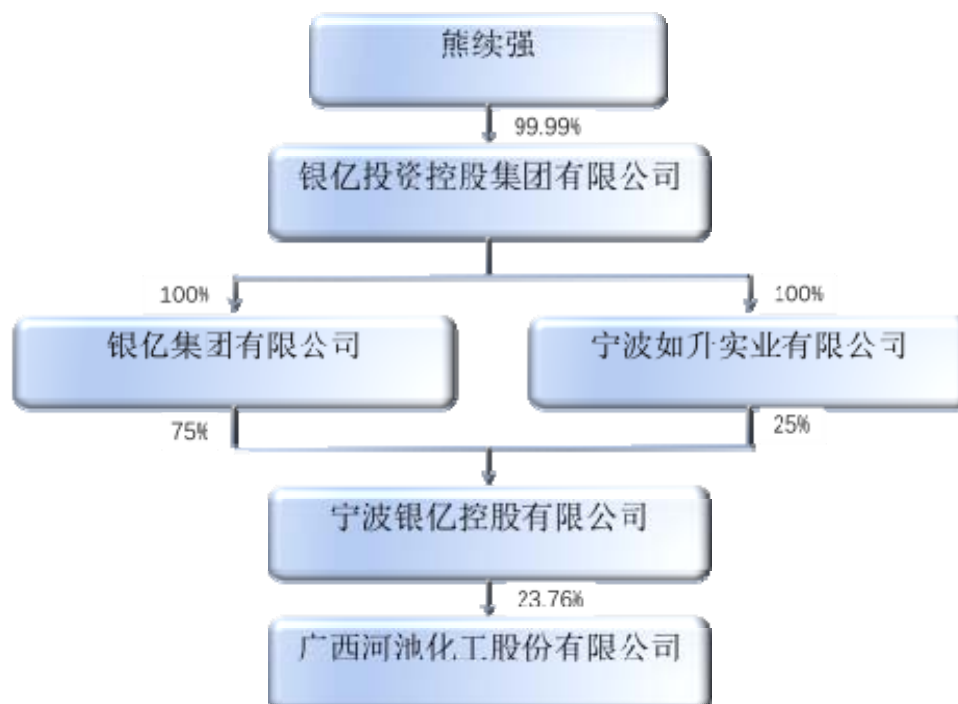 熊续强
99.99%
银亿投资控股集团有限公司
100%
100%
银亿集团有限公司
宁波如升实业有限公司
75%
25%
宁波银亿控股有限公司
23.76%
广西河池化工股份有限公司